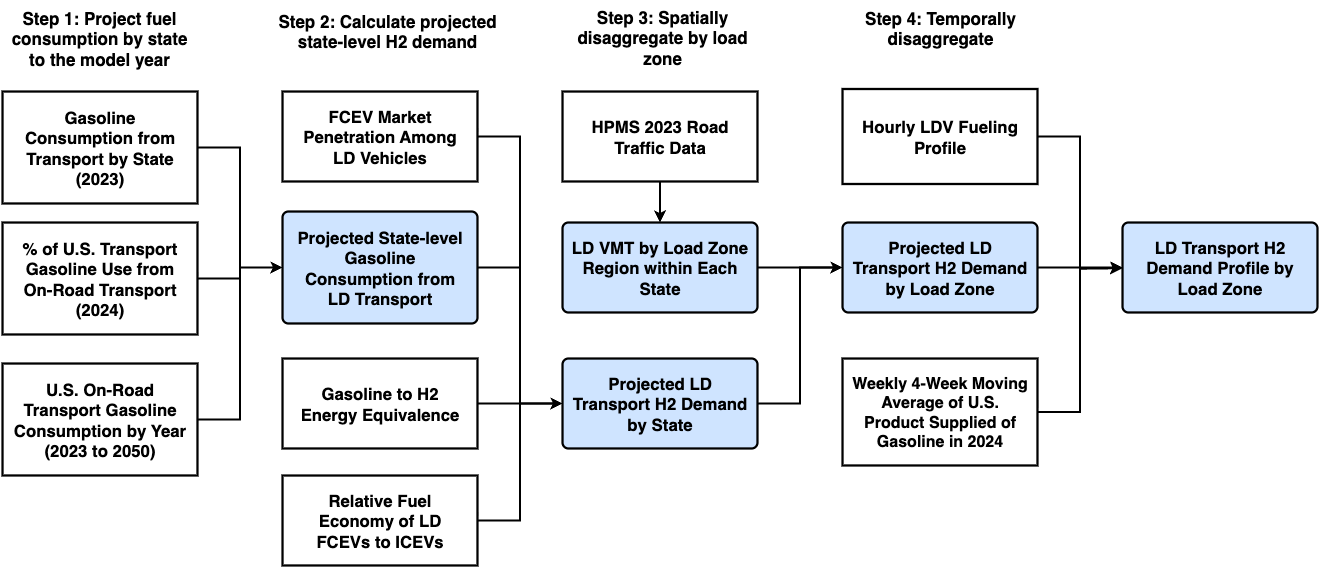 Step 1: Project fuel
consumption by state
to the model year
Gasoline
Consumption from
Transport by State
(2023)
% of U.S. Transport
Gasoline Use from
On-Road Transport
(2024)
U.S. On-Road
Transport Gasoline
Consumption by Year
(2023 to 2050)
Step 2: Calculate projected
state-level H2 demand
FCEV Market
Penetration Among
LD Vehicles
Projected State-level
Gasoline
Consumption from
LD Transport
Gasoline to H2
Energy Equivalence
Relative Fuel
Economy of LD
FCEVs to ICEVs
Step 3: Spatially
disaggregate by load
zone
HPMS 2023 Road
Traffic Data
LD VMT by Load Zone
Region within Each
State
Projected LD
Transport H2 Demand
by State
Step 4: Temporally
disaggregate
Hourly LDV Fueling
Profile
Projected LD
Transport H2 Demand
by Load Zone
Weekly 4-Week Moving
Average of U.S.
Product Supplied of
Gasoline in 2024
LD Transport H2
Demand Profile by
Load Zone